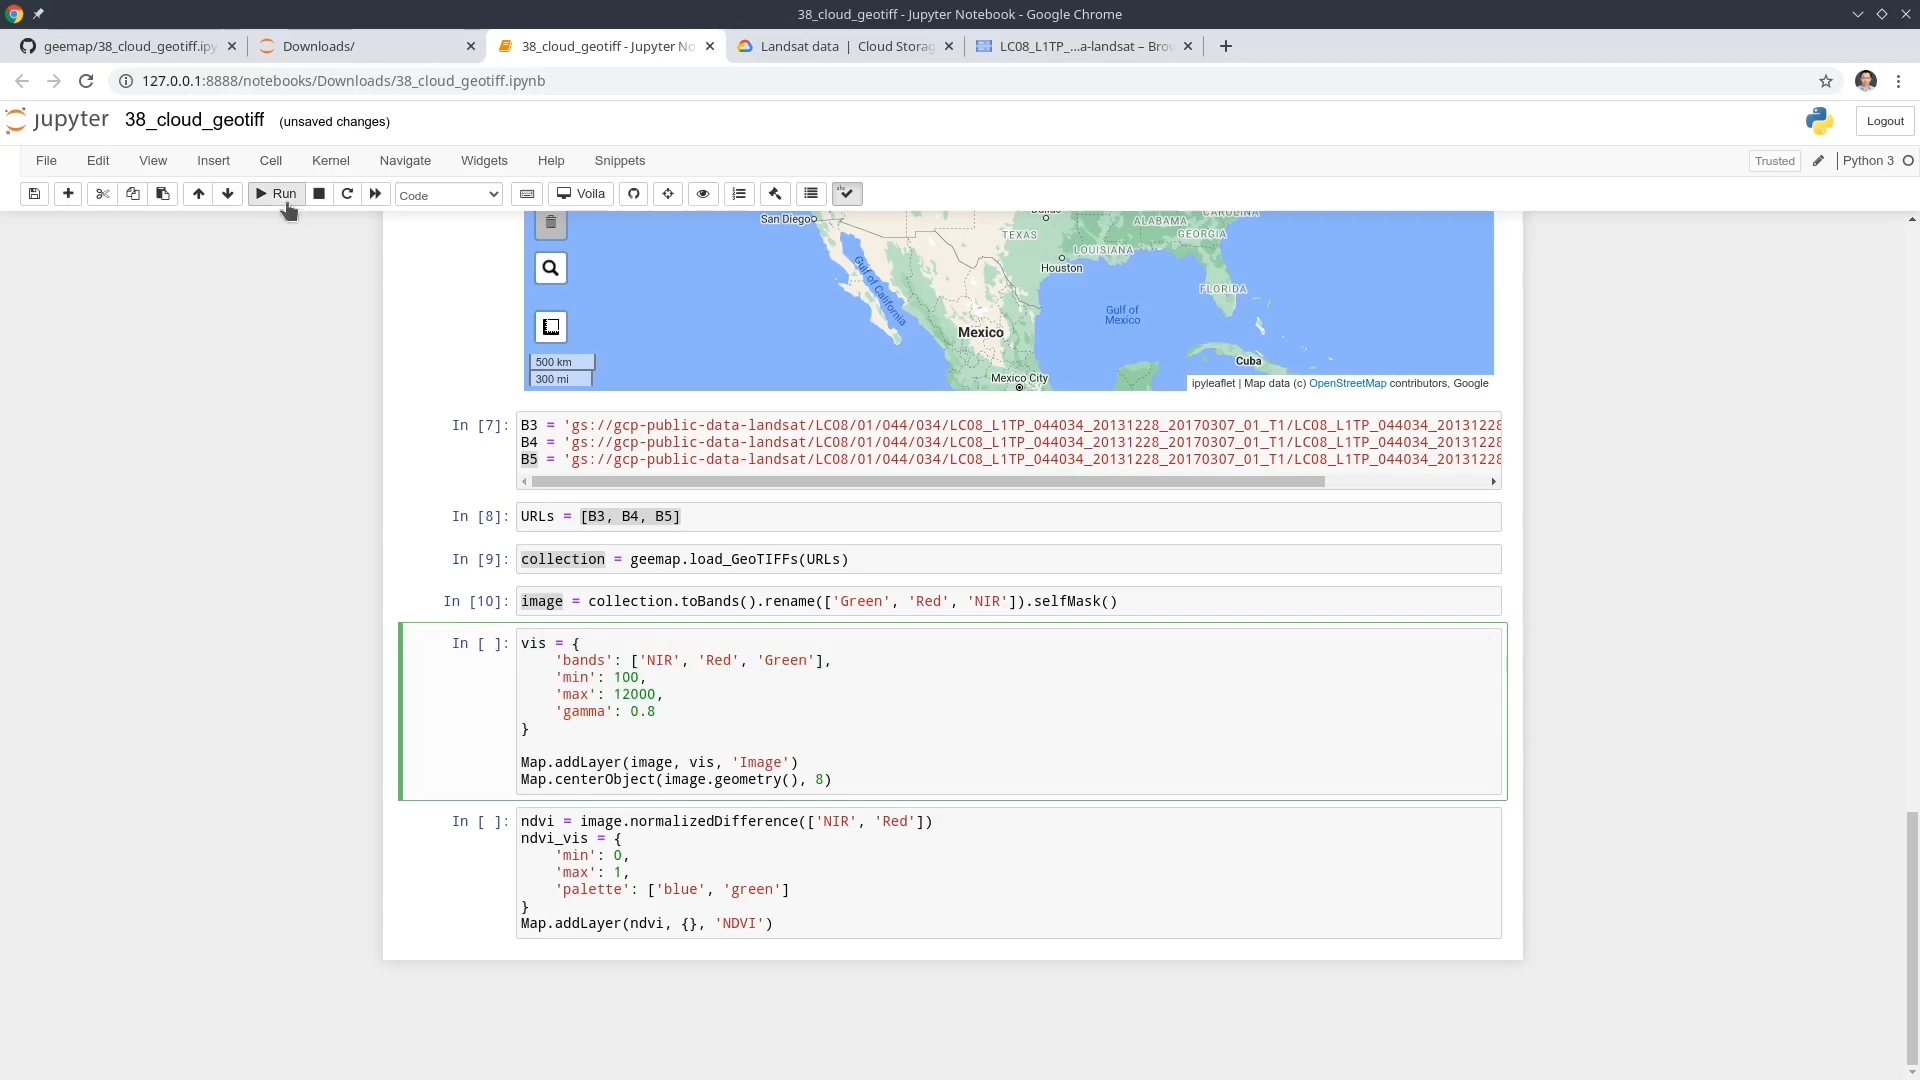 38_cloud_geotiff - Jupyter Notebook - Google Chrome
geemap/38_cloud_geotiff.ipy
Downloads/
38_cloud_geotiff - Jupyter No
Landsat data | Cloud Storag
LC08_L1TP_...a-landsat – Brow
127.0.0.1:8888/notebooks/Downloads/38_cloud_geotiff.ipynb
jupyter 38_cloud_geotiff (unsaved changes)
Logout
File Edit View Insert Cell Kernel Navigate Widgets Help Snippets
Trusted
Python 3
Run
Code
Voila
abc
CAROLINA
San Diego
ALABAMA
TEXAS
GEORGIA
LOUISIANA
Houston
Gulf of California
FLORIDA
Gulf of
Mexico
Mexico
500 km
Cuba
300 mi
Mexico City
ipyleaflet | Map data (c) OpenStreetMap contributors, Google
In [7]: B3 = 'gs://gcp-public-data-landsat/LC08/01/044/034/LC08_L1TP_044034_20131228_20170307_01_T1/LC08_L1TP_044034_20131228
B4 = 'gs://gcp-public-data-landsat/LC08/01/044/034/LC08_L1TP_044034_20131228_20170307_01_T1/LC08_L1TP_044034_20131228
B5 = 'gs://gcp-public-data-landsat/LC08/01/044/034/LC08_L1TP_044034_20131228_20170307_01_T1/LC08_L1TP_044034_20131228
In [8]: URLs = [B3, B4, B5]
In [9]: collection = geemap.load_GeoTIFFs(URLs)
In [10]: image = collection.toBands().rename(['Green', 'Red', 'NIR']).selfMask()
In [ ]: vis = {
'bands': ['NIR', 'Red', 'Green'],
'min': 100,
'max': 12000,
'gamma': 0.8
}
Map.addLayer(image, vis, 'Image')
Map.centerObject(image.geometry(), 8)
In [ ]: ndvi = image.normalizedDifference(['NIR', 'Red'])
ndvi_vis = {
'min': 0,
'max': 1,
'palette': ['blue', 'green']
}
Map.addLayer(ndvi, {}, 'NDVI')